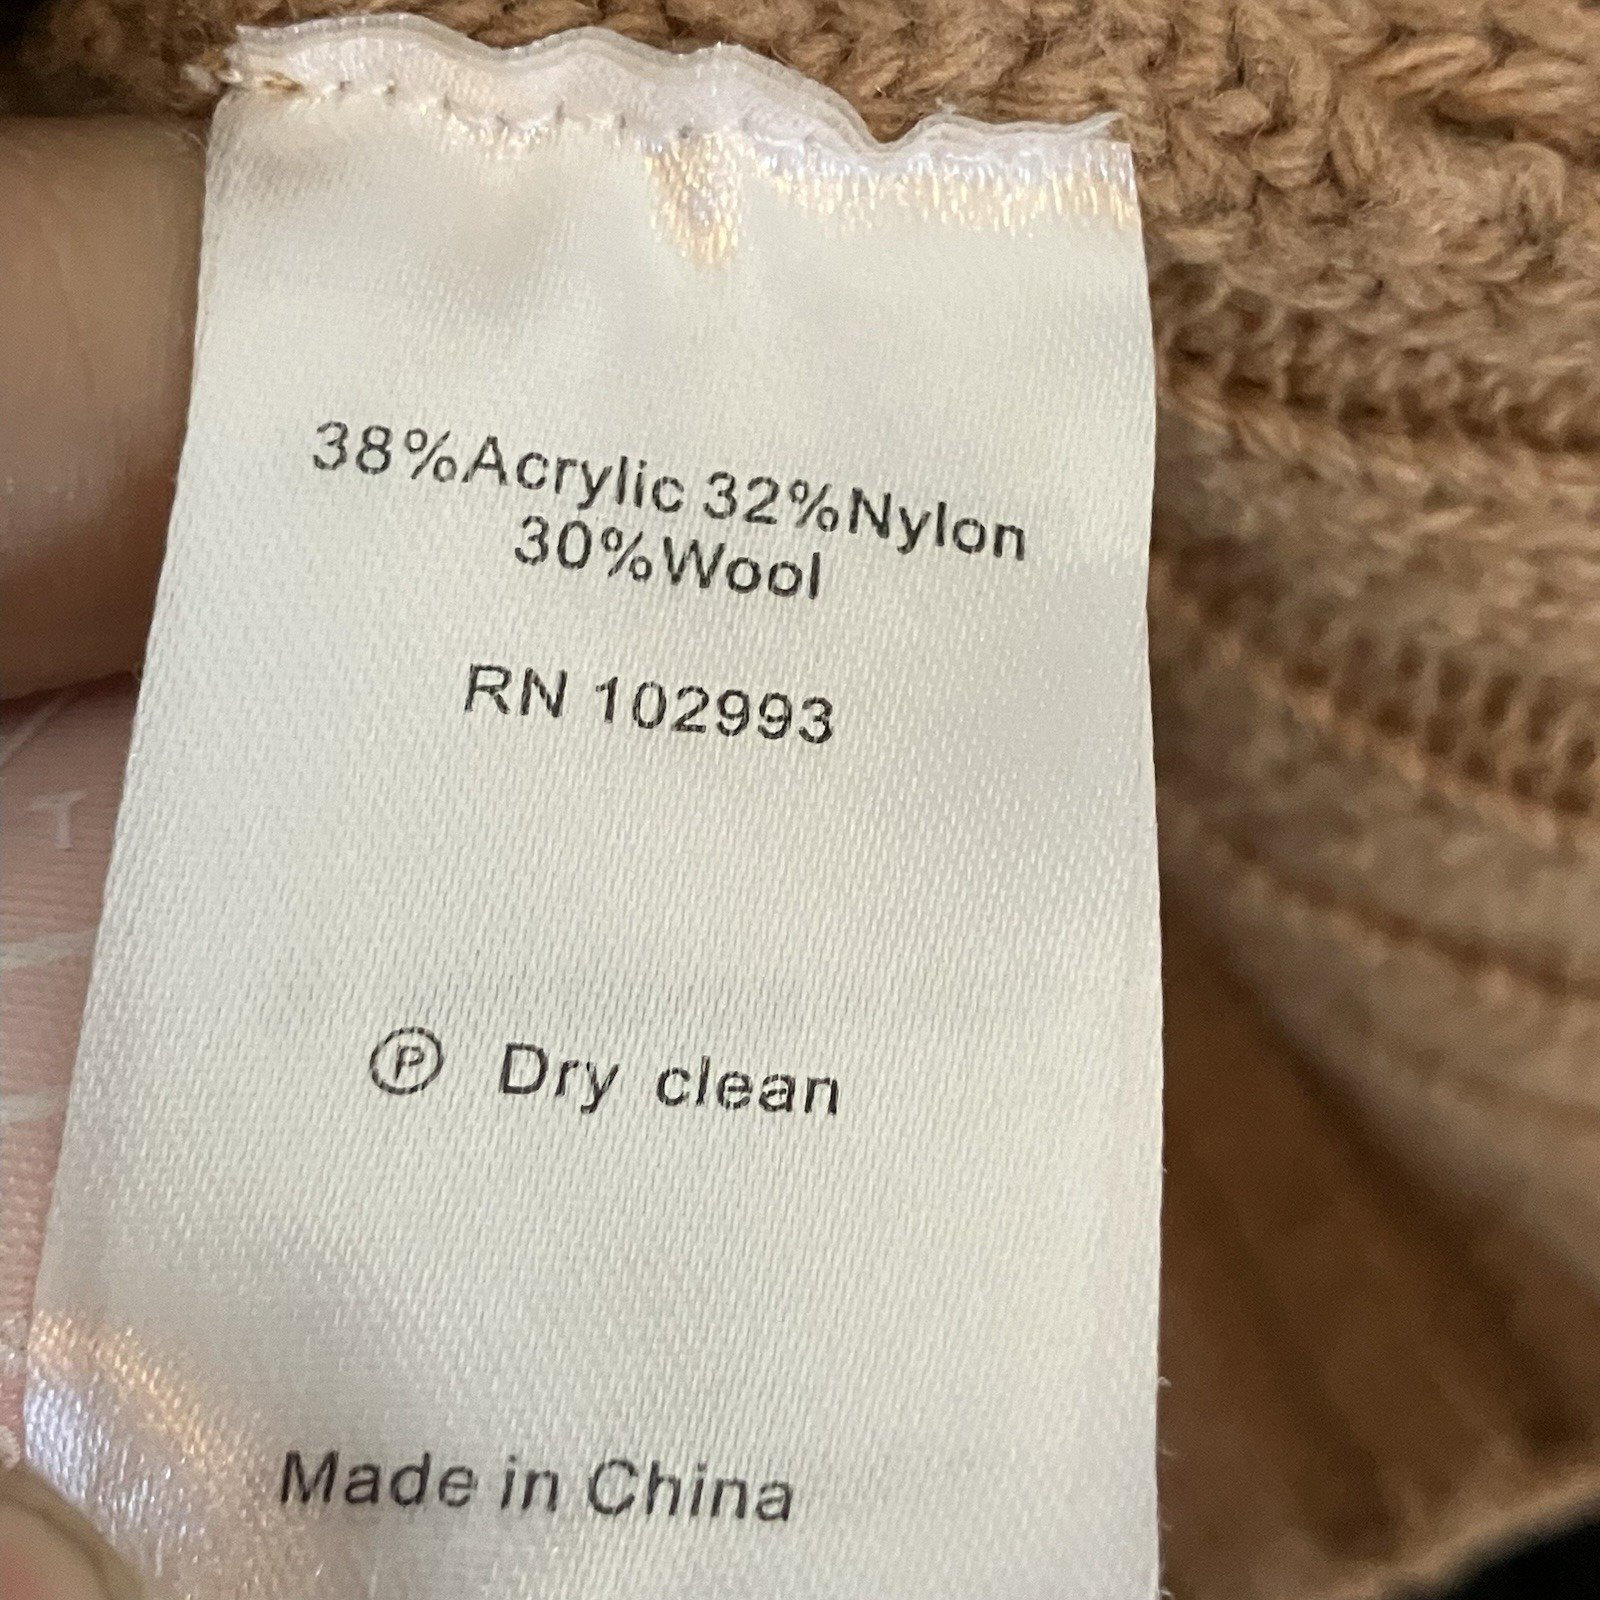 38%Acrylic 32%Nylon
30%Wool
RN 102993
Ⓟ Dry clean
Made in China